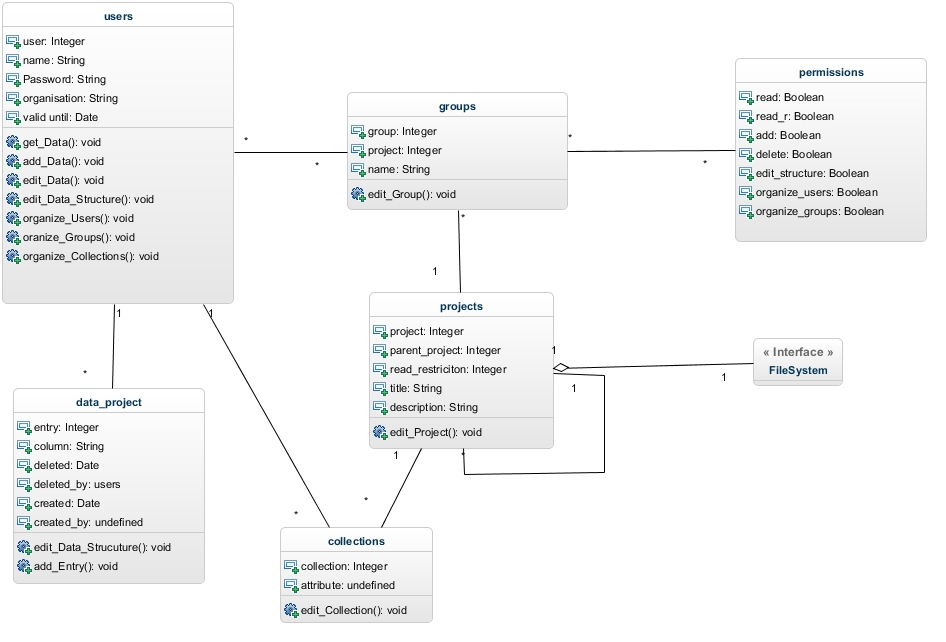 users
user: Integer
name: String
Password: String
organisation: String
valid until: Date
get_Data(): void
add_Data(): void
edit_Data(): void
edit_Data_Structure(): void
organize_Users(): void
oranize_Groups(): void
organize_Collections(): void
*
*
groups
group: Integer
project: Integer
name: String
edit_Group(): void
*
*
permissions
read: Boolean
read_r: Boolean
add: Boolean
delete: Boolean
edit_structure: Boolean
organize_users: Boolean
organize_groups: Boolean
*
1
projects
project: Integer
parent_project: Integer
read_restriciton: Integer
title: String
description: String
edit_Project(): void
1
1
1
*
« Interface »
FileSystem
1
*
1
*
data_project
entry: Integer
column: String
deleted: Date
deleted_by: users
created: Date
created_by: undefined
edit_Data_Strucuture(): void
add_Entry(): void
1
*
collections
collection: Integer
attribute: undefined
edit_Collection(): void